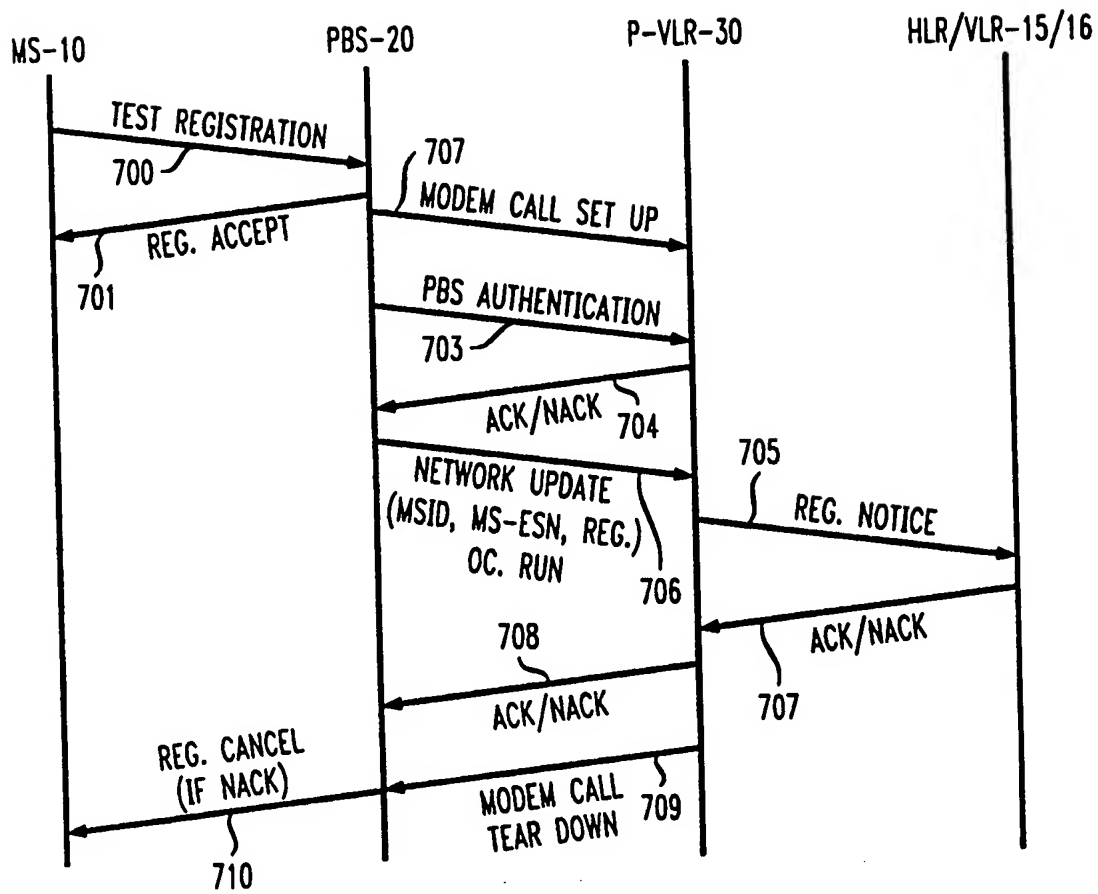 MS-10
PBS-20
P-VLR-30
HLR/VLR-15/16
TEST REGISTRATION
700
707
MODEM CALL SET UP
REG. ACCEPT
701
PBS AUTHENTICATION
703
ACK/NACK
704
705
NETWORK UPDATE
(MSID, MS-ESN, REG.)
OC. RUN
706
REG. NOTICE
ACK/NACK
707
708
ACK/NACK
REG. CANCEL
(IF NACK)
710
MODEM CALL
TEAR DOWN
709